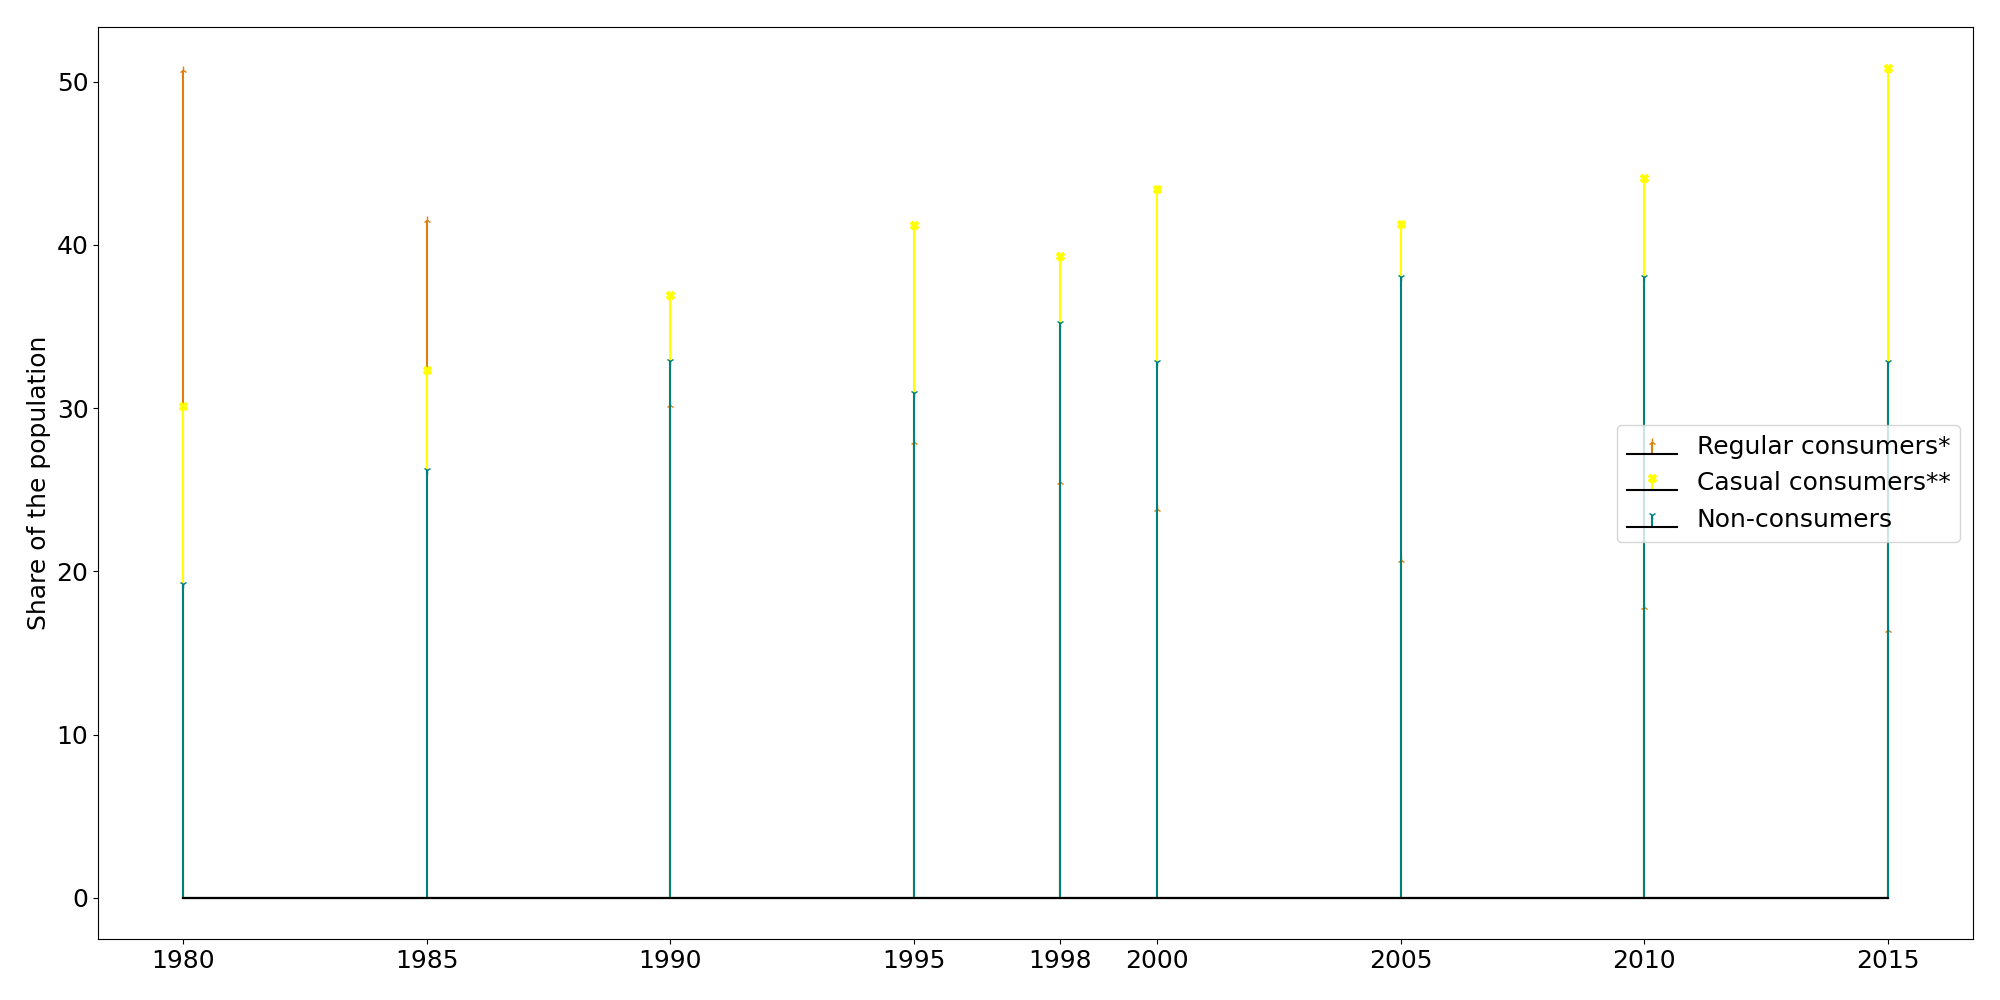 Share of the population
50
40
30
20
10
0
1980 1985 1990 1995 1998 2000 2005 2010 2015
Regular consumers*
Casual consumers**
Non-consumers